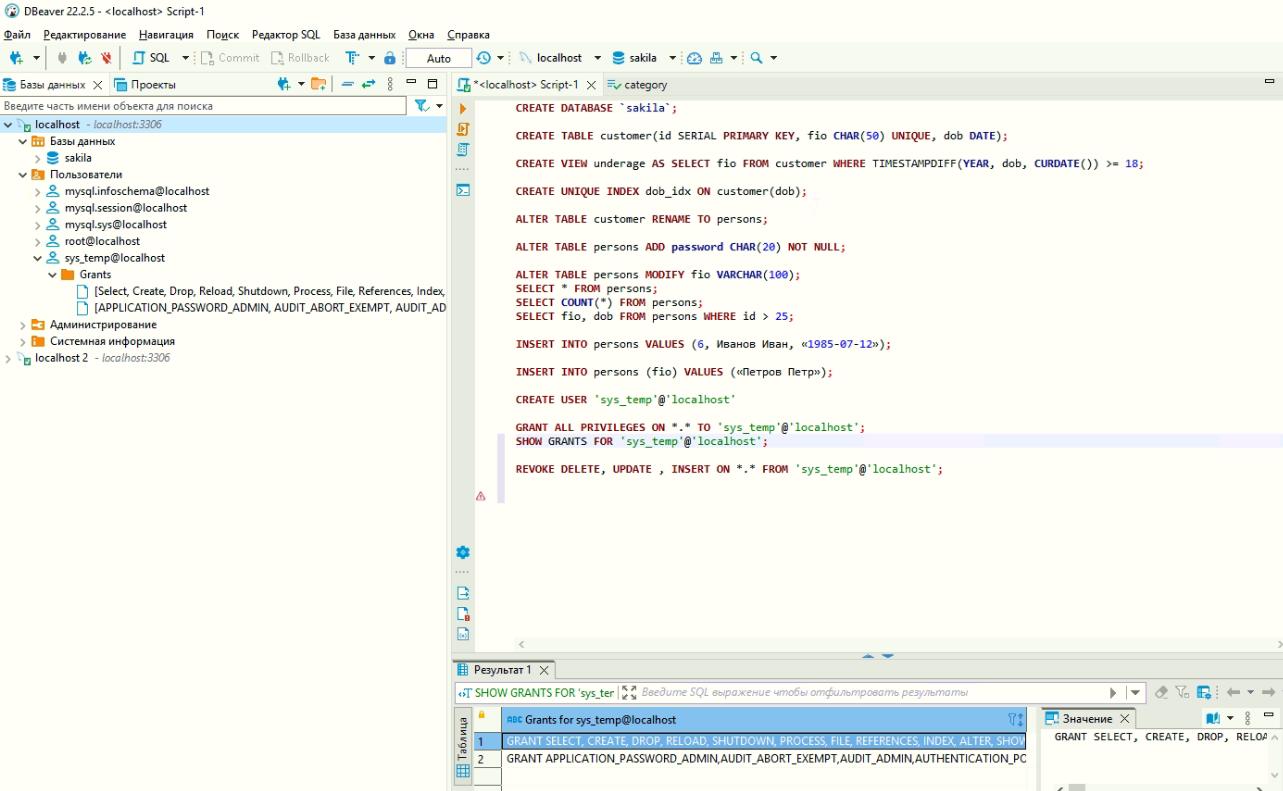 DBeaver 22.2.5 - <localhost> Script-1
Файл Редактирование Навигация Поиск Редактор SQL База данных Окна Справка
SQL Commit Rollback Auto localhost sakila
Базы данных Проекты
*<localhost> Script-1 category
Введите часть имени объекта для поиска
localhost - localhost:3306
Базы данных
sakila
Пользователи
mysql.infoschema@localhost
mysql.session@localhost
mysql.sys@localhost
root@localhost
sys_temp@localhost
Grants
[Select, Create, Drop, Reload, Shutdown, Process, File, References, Index,
[APPLICATION_PASSWORD_ADMIN, AUDIT_ABORT_EXEMPT, AUDIT_AD
Администрирование
Системная информация
localhost 2 - localhost:3306
CREATE DATABASE `sakila`;
CREATE TABLE customer(id SERIAL PRIMARY KEY, fio CHAR(50) UNIQUE, dob DATE);
CREATE VIEW underage AS SELECT fio FROM customer WHERE TIMESTAMPDIFF(YEAR, dob, CURDATE()) >= 18;
CREATE UNIQUE INDEX dob_idx ON customer(dob);
ALTER TABLE customer RENAME TO persons;
ALTER TABLE persons ADD password CHAR(20) NOT NULL;
ALTER TABLE persons MODIFY fio VARCHAR(100);
SELECT * FROM persons;
SELECT COUNT(*) FROM persons;
SELECT fio, dob FROM persons WHERE id > 25;
INSERT INTO persons VALUES (6, Иванов Иван, «1985-07-12»);
INSERT INTO persons (fio) VALUES («Петров Петр»);
CREATE USER 'sys_temp'@'localhost'
GRANT ALL PRIVILEGES ON *.* TO 'sys_temp'@'localhost';
SHOW GRANTS FOR 'sys_temp'@'localhost';
REVOKE DELETE, UPDATE , INSERT ON *.* FROM 'sys_temp'@'localhost';
Результат 1
SHOW GRANTS FOR 'sys_ter Введите SQL выражение чтобы отфильтровать результаты
Таблица
ABC Grants for sys_temp@localhost
1 GRANT SELECT, CREATE, DROP, RELOAD, SHUTDOWN, PROCESS, FILE, REFERENCES, INDEX, ALTER, SHOW
2 GRANT APPLICATION_PASSWORD_ADMIN,AUDIT_ABORT_EXEMPT,AUDIT_ADMIN,AUTHENTICATION_PO
Значение
GRANT SELECT, CREATE, DROP, RELOA